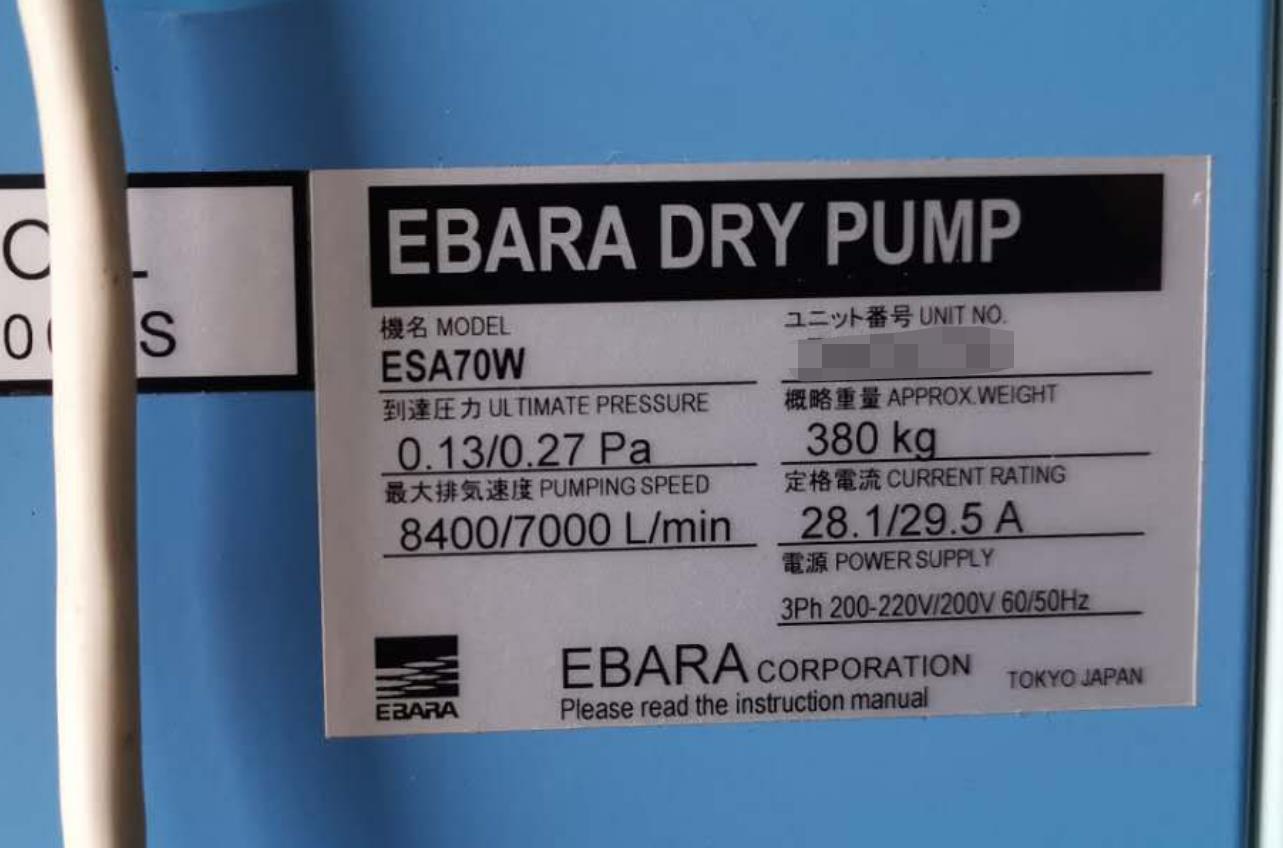 EBARA DRY PUMP
機名 MODEL
ESA70W
ユニット番号 UNIT NO.
到達圧力 ULTIMATE PRESSURE
0.13/0.27 Pa
概略重量 APPROX.WEIGHT
380 kg
最大排気速度 PUMPING SPEED
8400/7000 L/min
定格電流 CURRENT RATING
28.1/29.5 A
電源 POWER SUPPLY
3Ph 200-220V/200V 60/50Hz
EBARA
EBARA CORPORATION TOKYO JAPAN
Please read the instruction manual